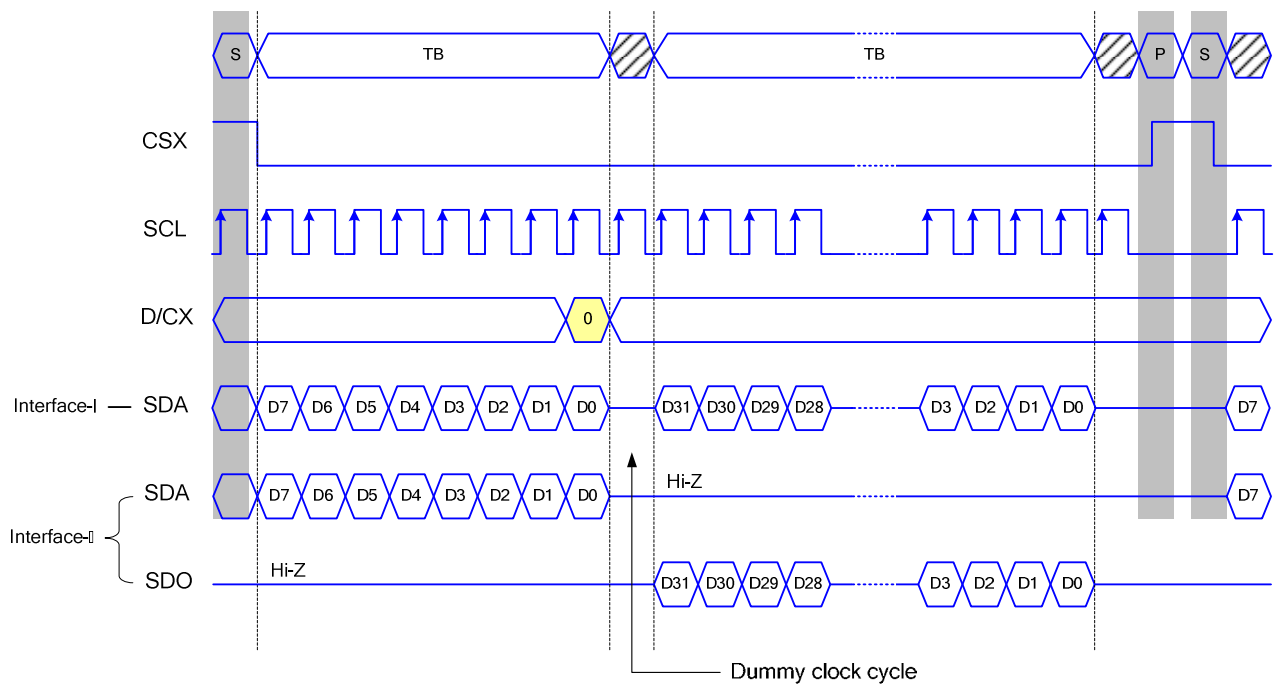 S TB TB P S
CSX
SCL
D/CX 0
Interface-I SDA D7 D6 D5 D4 D3 D2 D1 D0 D31 D30 D29 D28 D3 D2 D1 D0 D7
SDA D7 D6 D5 D4 D3 D2 D1 D0 Hi-Z D7
Interface-
SDO Hi-Z D31 D30 D29 D28 D3 D2 D1 D0
Dummy clock cycle